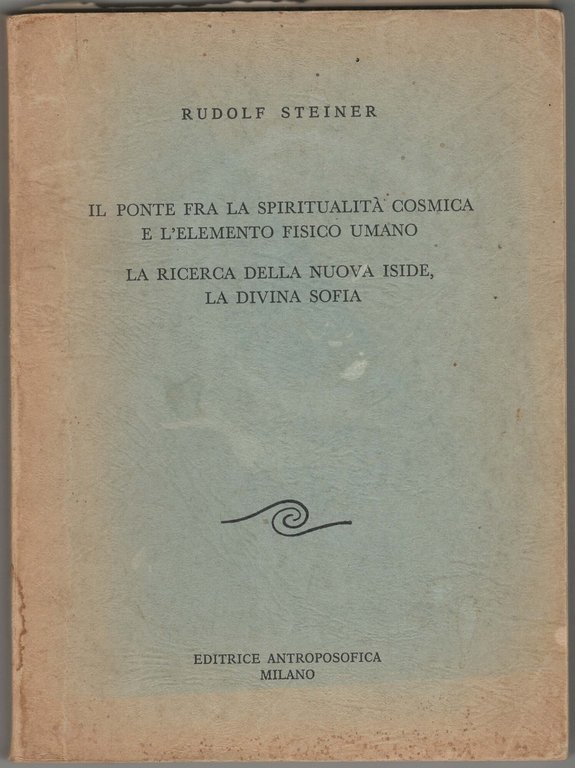 RUDOLF STEINER
IL PONTE FRA LA SPIRITUALITÀ COSMICA
E L'ELEMENTO FISICO UMANO
LA RICERCA DELLA NUOVA ISIDE,
LA DIVINA SOFIA
EDITRICE ANTROPOSOFICA
MILANO